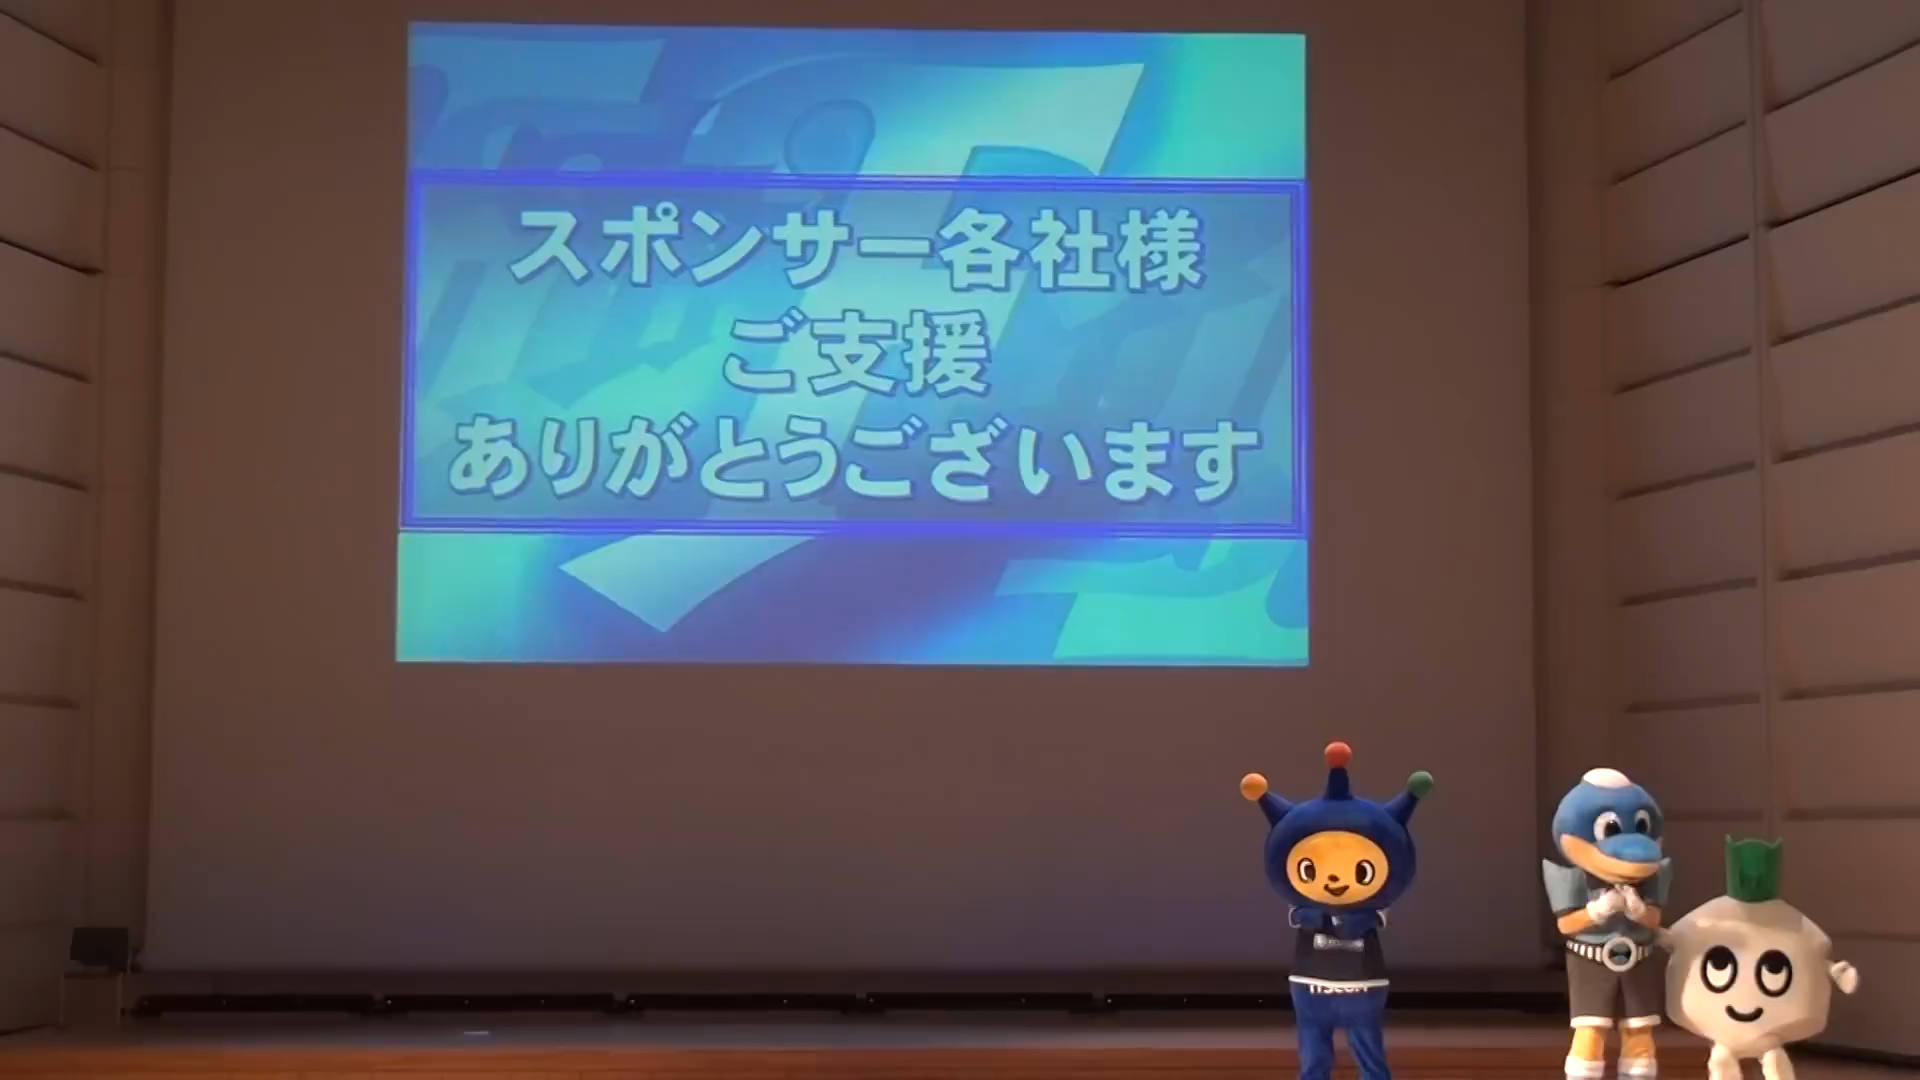 スポンサー各社様
ご支援
ありがとうございます